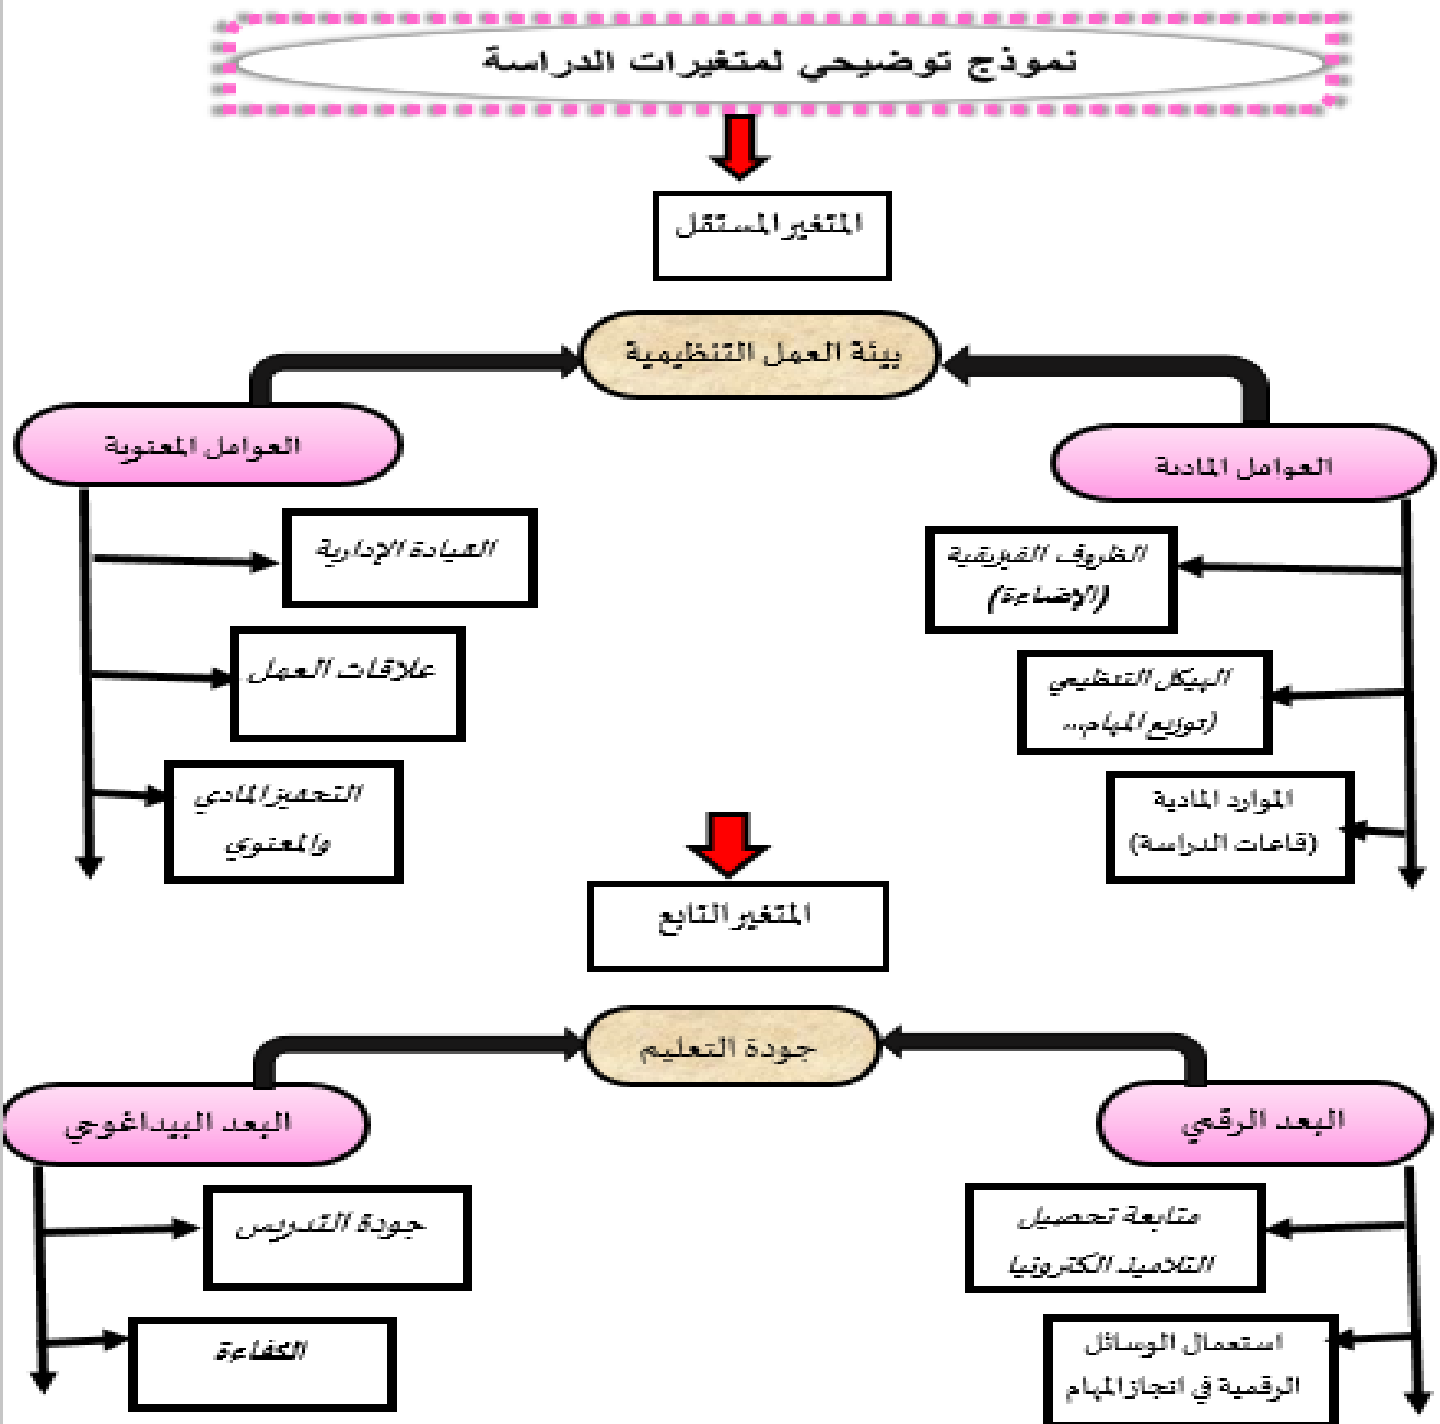 نموذج توضيحي لمتغيرات الدراسة
المتغير المستقل
بيئة العمل التنظيمية
العوامل المادية
العوامل المعنوية
الظروف الفيزيقية
(الإضاءة)
الهيكل التنظيمي
(توزيع المهام..
الموارد المادية
(قاعات الدراسة)
القيادة الإدارية
علاقات العمل
التحفيز المادي
والمعنوي
المتغير التابع
جودة التعليم
البعد الرقمي
البعد البيداغوجي
متابعة تحصيل
التلاميذ الكترونيا
استعمال الوسائل
الرقمية في انجاز المهام
جودة التدريس
الكفاءة